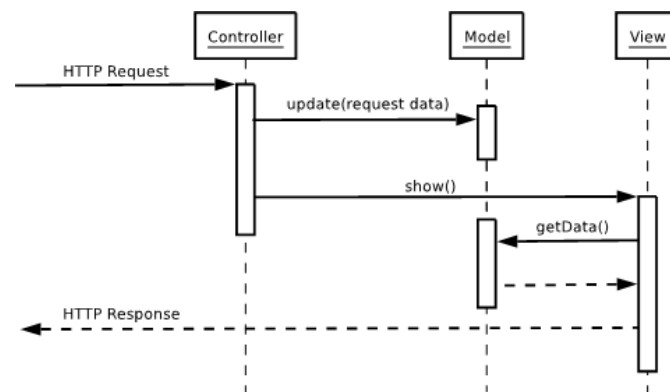 Controller
Model
View
HTTP Request
update(request data)
show()
getData()
HTTP Response